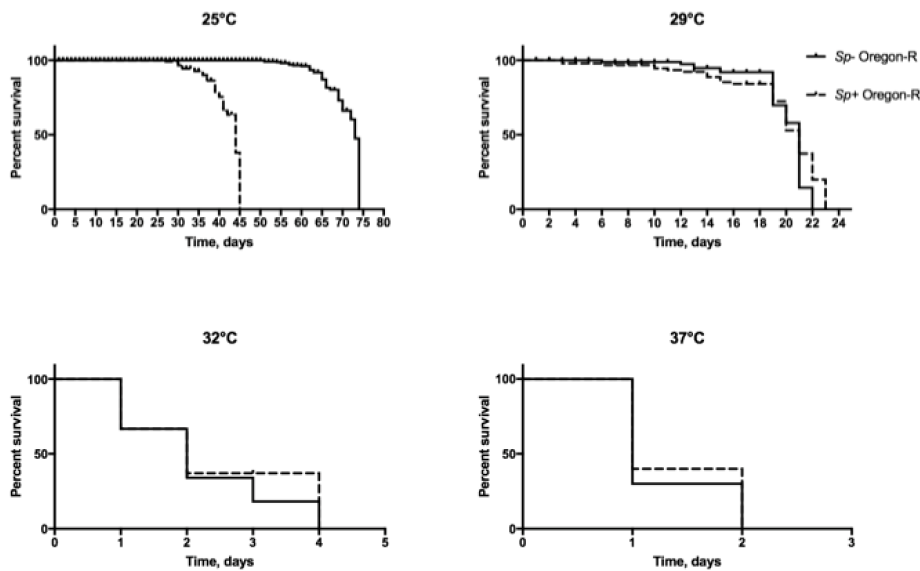 25°C
100
50
0
Percent survival
0 5 10 15 20 25 30 35 40 45 50 55 60 65 70 75 80
Time, days
29°C
100
50
0
Percent survival
0 2 4 6 8 10 12 14 16 18 20 22 24
Time, days
Sp- Oregon-R
Sp+ Oregon-R
32°C
100
50
0
Percent survival
0 1 2 3 4 5
Time, days
37°C
100
50
0
Percent survival
0 1 2 3
Time, days